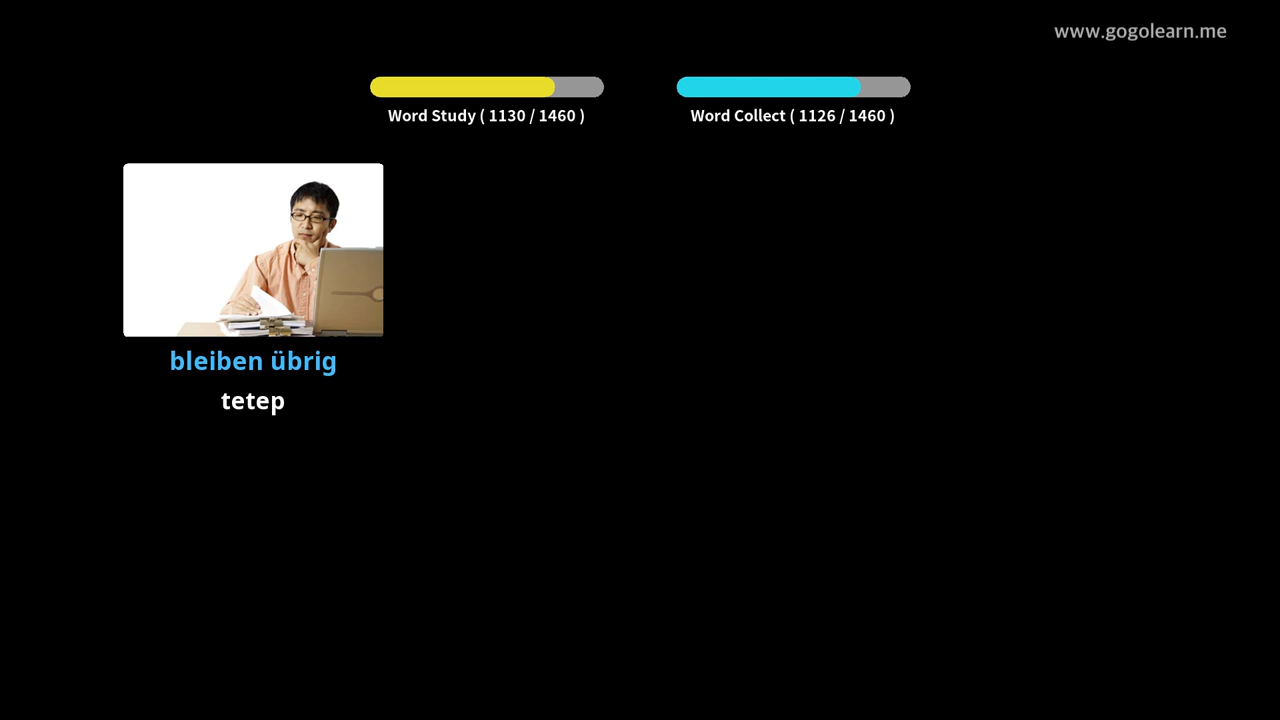 www.gogolearn.me
Word Study ( 1130 / 1460 )
Word Collect ( 1126 / 1460 )
bleiben übrig
tetep